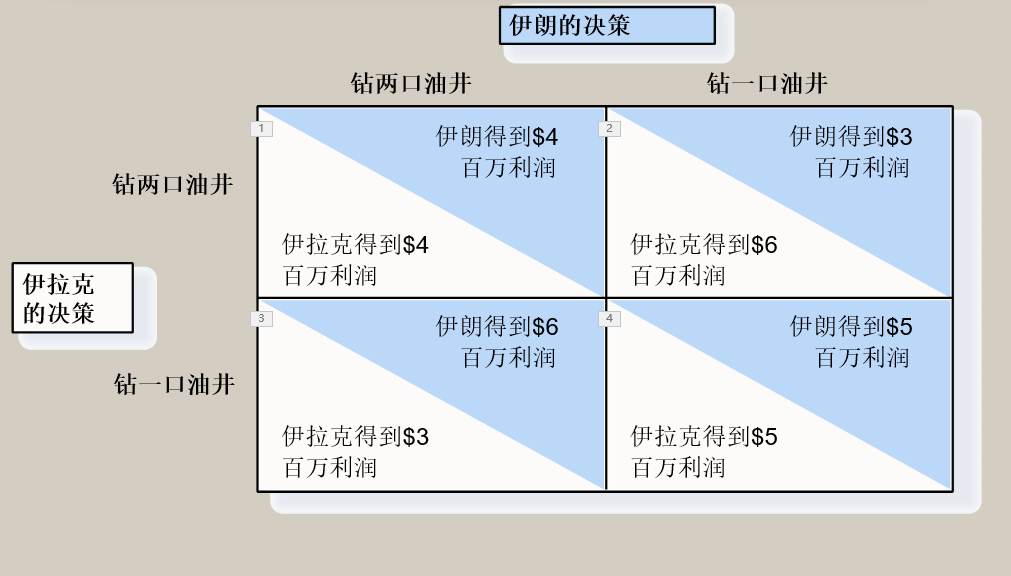 伊朗的决策
钻两口油井
钻一口油井
1
伊朗得到$4
百万利润
2
伊朗得到$3
百万利润
钻两口油井
伊拉克得到$4
百万利润
伊拉克得到$6
百万利润
伊拉克
的决策
3
伊朗得到$6
百万利润
4
伊朗得到$5
百万利润
钻一口油井
伊拉克得到$3
百万利润
伊拉克得到$5
百万利润